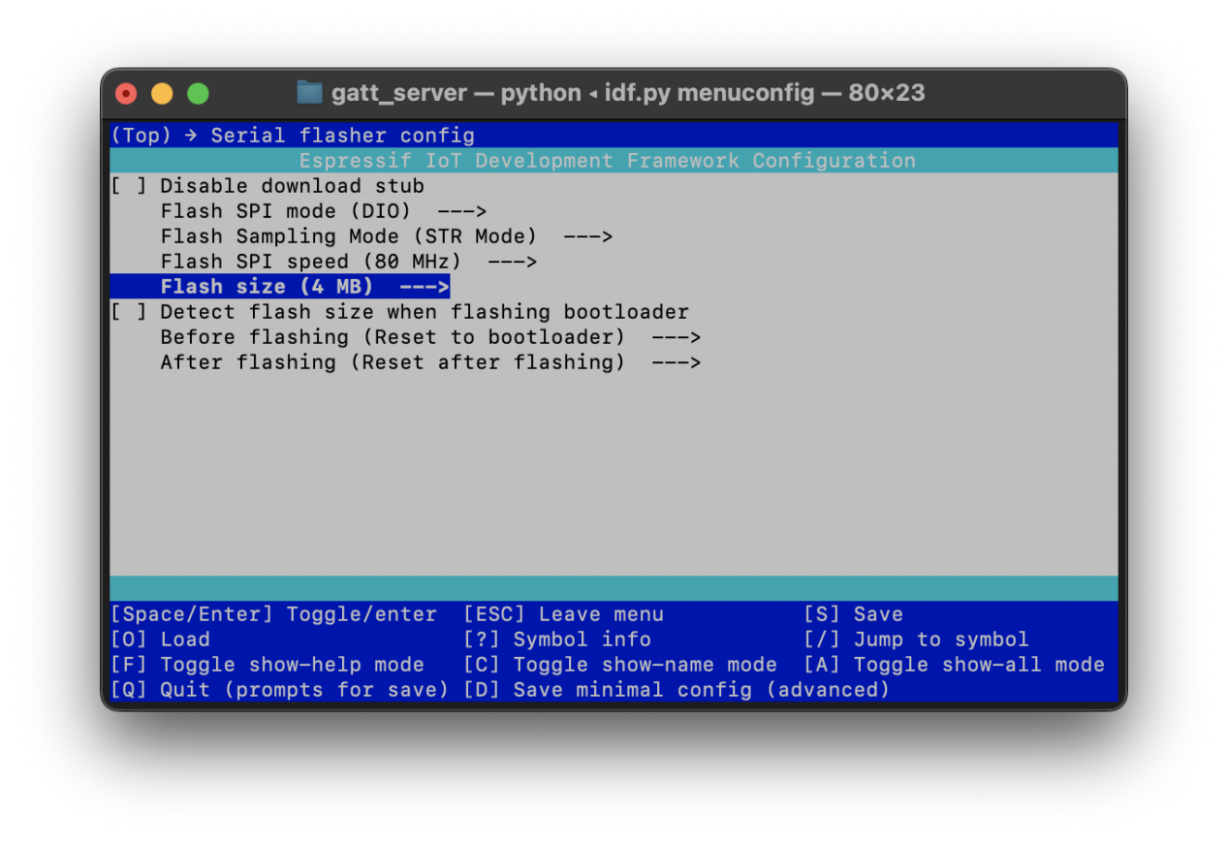 gatt_server — python ◂ idf.py menuconfig — 80×23
(Top) → Serial flasher config
Espressif IoT Development Framework Configuration
[ ] Disable download stub
Flash SPI mode (DIO)  --->
Flash Sampling Mode (STR Mode)  --->
Flash SPI speed (80 MHz)  --->
Flash size (4 MB)  --->
[ ] Detect flash size when flashing bootloader
Before flashing (Reset to bootloader)  --->
After flashing (Reset after flashing)  --->
[Space/Enter] Toggle/enter  [ESC] Leave menu  [S] Save
[O] Load  [?] Symbol info  [/] Jump to symbol
[F] Toggle show-help mode  [C] Toggle show-name mode  [A] Toggle show-all mode
[Q] Quit (prompts for save)  [D] Save minimal config (advanced)